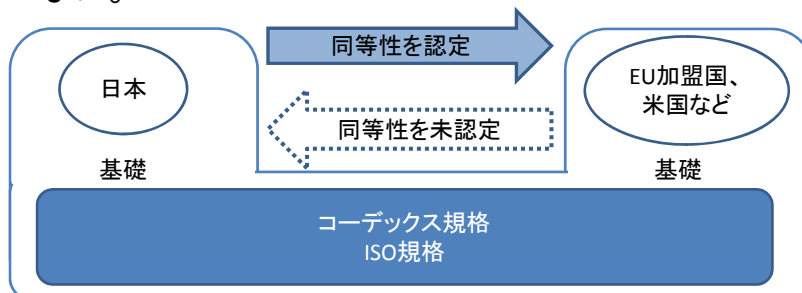 同等性を認定
日本
EU加盟国、
米国など
同等性を未認定
基礎
基礎
コーデックス規格
ISO規格